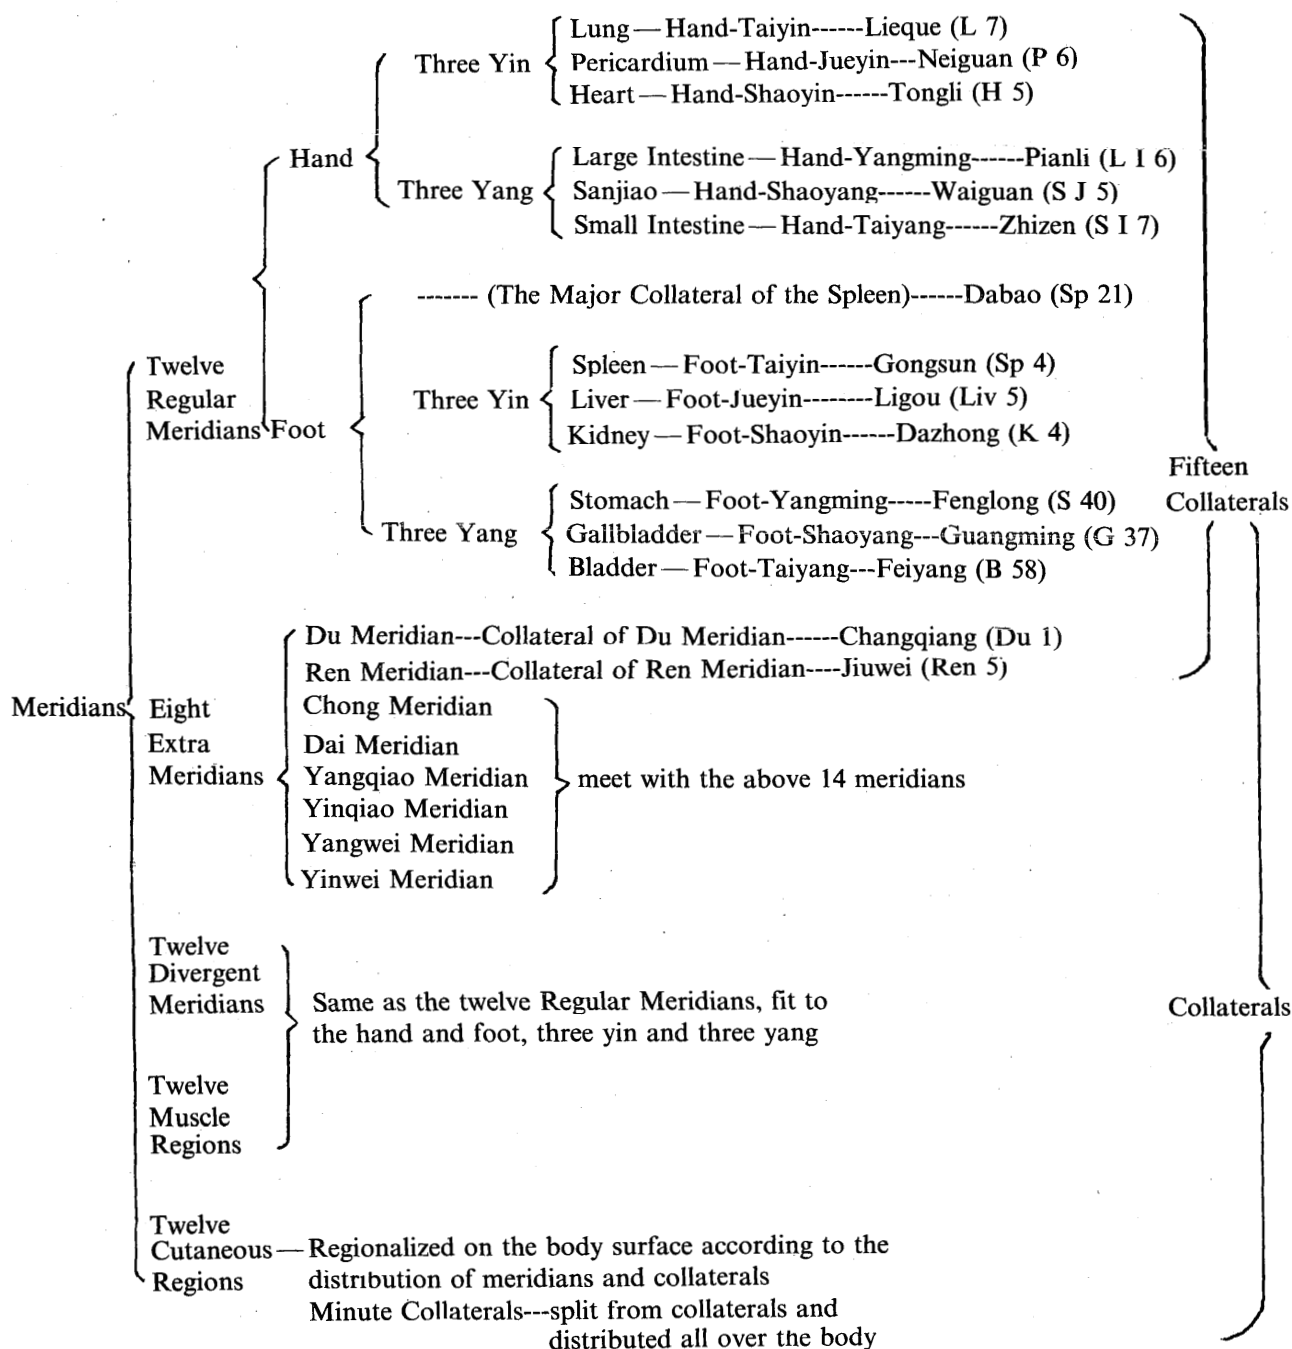 Lung—Hand-Taiyin------Lieque (L 7)
Three Yin Pericardium—Hand-Jueyin---Neiguan (P 6)
Heart—Hand-Shaoyin------Tongli (H 5)
Hand
Large Intestine—Hand-Yangming------Pianli (L I 6)
Three Yang Sanjiao—Hand-Shaoyang------Waiguan (S J 5)
Small Intestine—Hand-Taiyang------Zhizen (S I 7)
------- (The Major Collateral of the Spleen)------Dabao (Sp 21)
Twelve
Regular
Meridians Foot
Spleen—Foot-Taiyin------Gongsun (Sp 4)
Three Yin Liver—Foot-Jueyin--------Ligou (Liv 5)
Kidney—Foot-Shaoyin------Dazhong (K 4)
Stomach—Foot-Yangming-----Fenglong (S 40)
Three Yang Gallbladder—Foot-Shaoyang---Guangming (G 37)
Bladder—Foot-Taiyang---Feiyang (B 58)
Fifteen
Collaterals
Du Meridian---Collateral of Du Meridian------Changqiang (Du 1)
Ren Meridian---Collateral of Ren Meridian----Jiuwei (Ren 5)
Meridians
Eight
Extra
Meridians
Chong Meridian
Dai Meridian
Yangqiao Meridian
Yinqiao Meridian
Yangwei Meridian
Yinwei Meridian
meet with the above 14 meridians
Twelve
Divergent
Meridians
Same as the twelve Regular Meridians, fit to
the hand and foot, three yin and three yang
Collaterals
Twelve
Muscle
Regions
Twelve
Cutaneous—Regionalized on the body surface according to the
Regions distribution of meridians and collaterals
Minute Collaterals---split from collaterals and
distributed all over the body